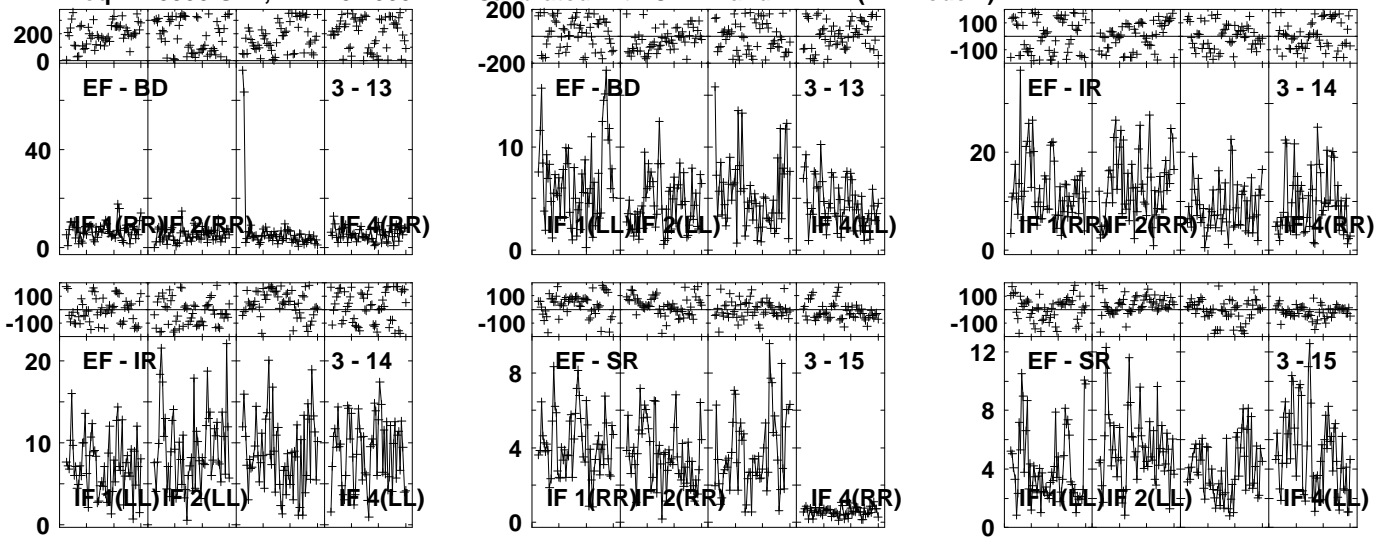 200
0
EF - BD
3 - 13
40
0
IF 1(RR)
IF 2(RR)
IF 4(RR)
200
-200
EF - BD
3 - 13
10
0
IF 1(LL)
IF 2(LL)
IF 4(LL)
100
-100
EF - IR
3 - 14
20
0
IF 1(RR)
IF 2(RR)
IF 4(RR)
100
-100
EF - IR
3 - 14
20
10
0
IF 1(LL)
IF 2(LL)
IF 4(LL)
100
-100
EF - SR
3 - 15
8
4
0
IF 1(RR)
IF 2(RR)
IF 4(RR)
100
-100
EF - SR
3 - 15
12
8
4
0
IF 1(LL)
IF 2(LL)
IF 4(LL)